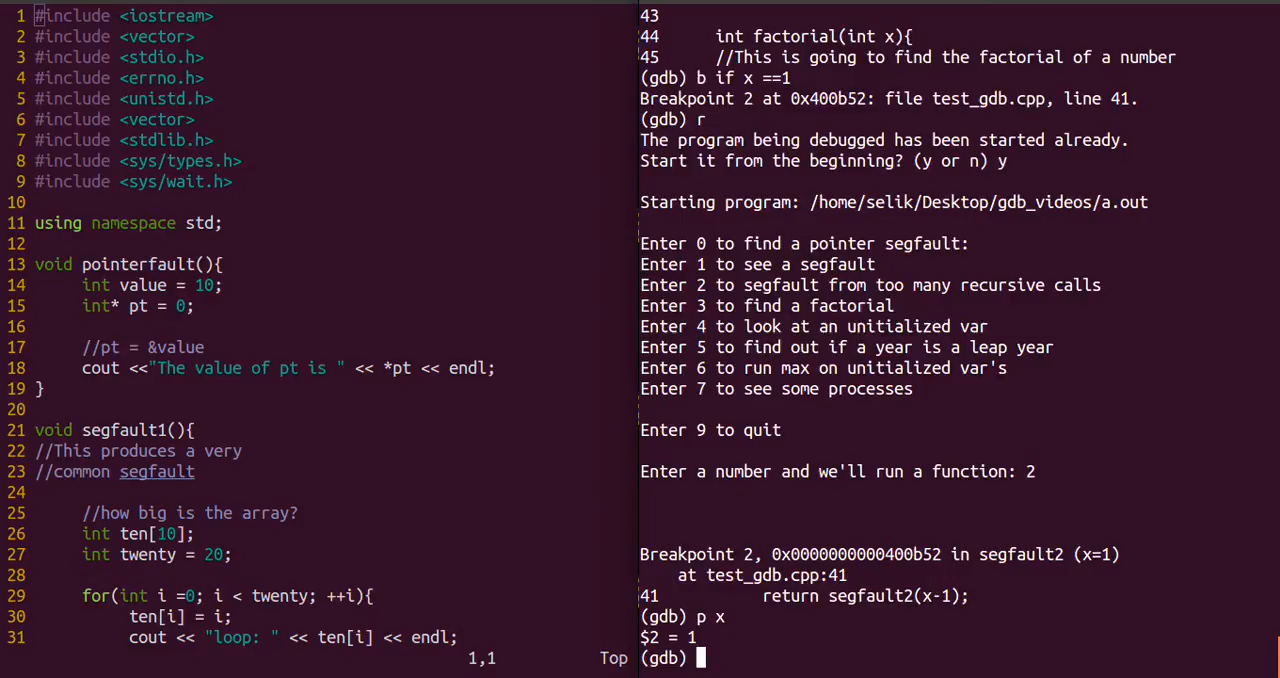 1 #include <iostream>
2 #include <vector>
3 #include <stdio.h>
4 #include <errno.h>
5 #include <unistd.h>
6 #include <vector>
7 #include <stdlib.h>
8 #include <sys/types.h>
9 #include <sys/wait.h>
10
11 using namespace std;
12
13 void pointerfault(){
14     int value = 10;
15     int* pt = 0;
16
17     //pt = &value
18     cout <<"The value of pt is " << *pt << endl;
19 }
20
21 void segfault1(){
22 //This produces a very
23 //common segfault
24
25     //how big is the array?
26     int ten[10];
27     int twenty = 20;
28
29     for(int i =0; i < twenty; ++i){
30         ten[i] = i;
31         cout << "loop: " << ten[i] << endl;
1,1 Top
43
44      int factorial(int x){
45      //This is going to find the factorial of a number
(gdb) b if x ==1
Breakpoint 2 at 0x400b52: file test_gdb.cpp, line 41.
(gdb) r
The program being debugged has been started already.
Start it from the beginning? (y or n) y
Starting program: /home/selik/Desktop/gdb_videos/a.out
Enter 0 to find a pointer segfault:
Enter 1 to see a segfault
Enter 2 to segfault from too many recursive calls
Enter 3 to find a factorial
Enter 4 to look at an unitialized var
Enter 5 to find out if a year is a leap year
Enter 6 to run max on unitialized var's
Enter 7 to see some processes
Enter 9 to quit
Enter a number and we'll run a function: 2
Breakpoint 2, 0x0000000000400b52 in segfault2 (x=1)
    at test_gdb.cpp:41
41          return segfault2(x-1);
(gdb) p x
$2 = 1
(gdb)